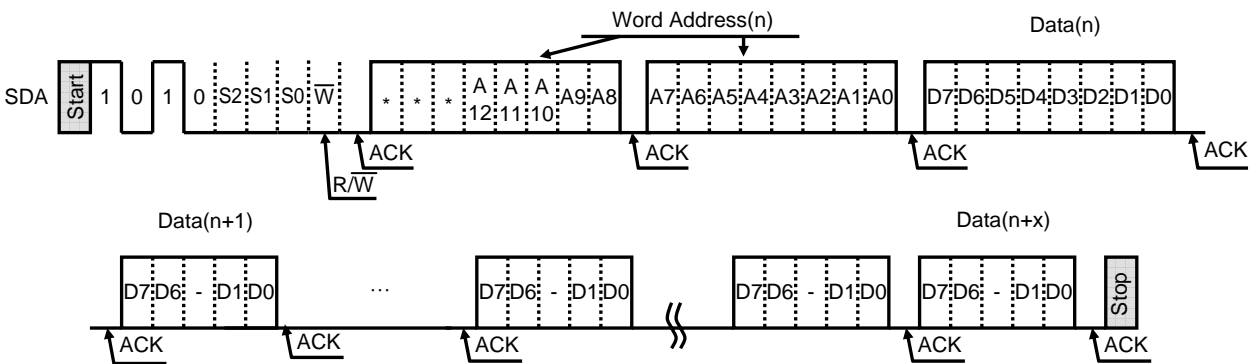 Word Address(n) Data(n)
SDA Start 1 0 1 0 S2 S1 S0 W̅ * * * A12 A11 A10 A9 A8 A7 A6 A5 A4 A3 A2 A1 A0 D7 D6 D5 D4 D3 D2 D1 D0
ACK ACK ACK ACK
R/W̅
Data(n+1) Data(n+x)
D7 D6 - D1 D0 ... D7 D6 - D1 D0 D7 D6 - D1 D0 D7 D6 - D1 D0 Stop
ACK ACK ACK ACK ACK